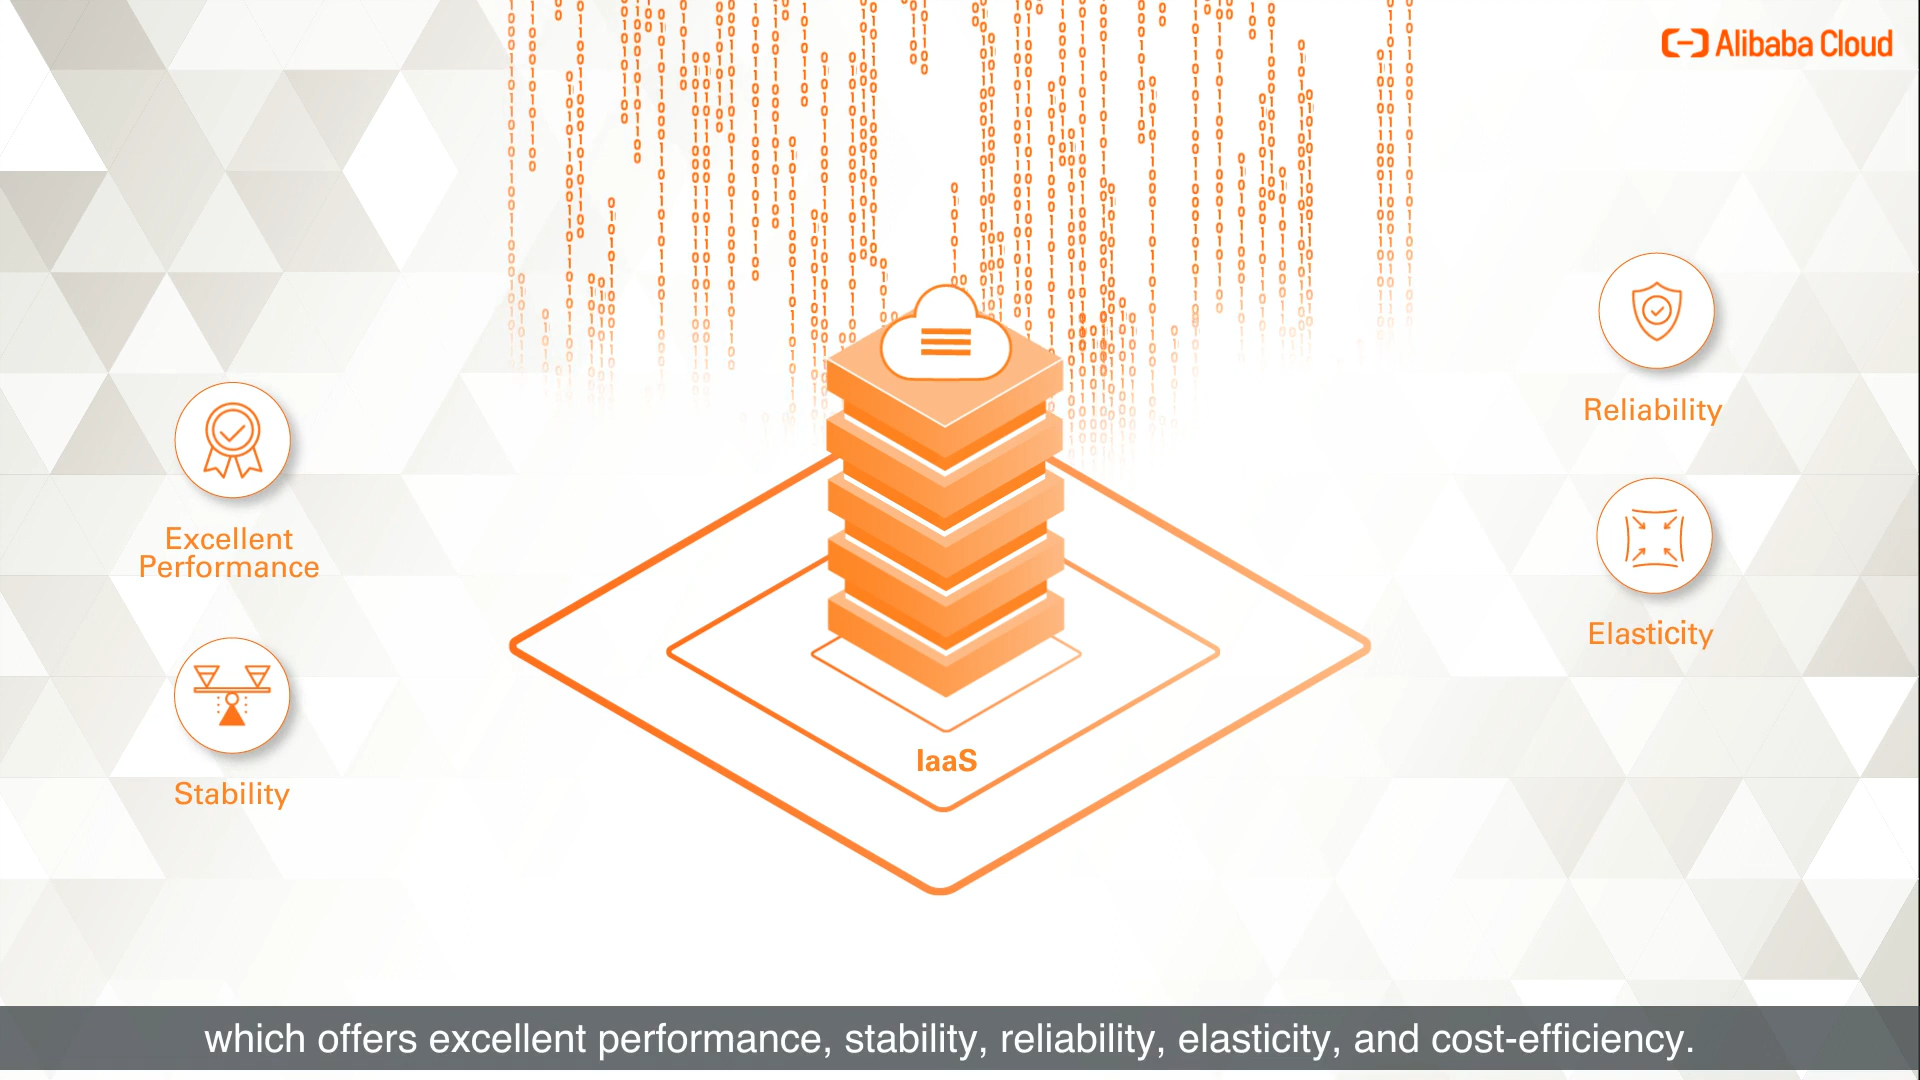 Alibaba Cloud
Excellent
Performance
Stability
Reliability
Elasticity
IaaS
which offers excellent performance, stability, reliability, elasticity, and cost-efficiency.